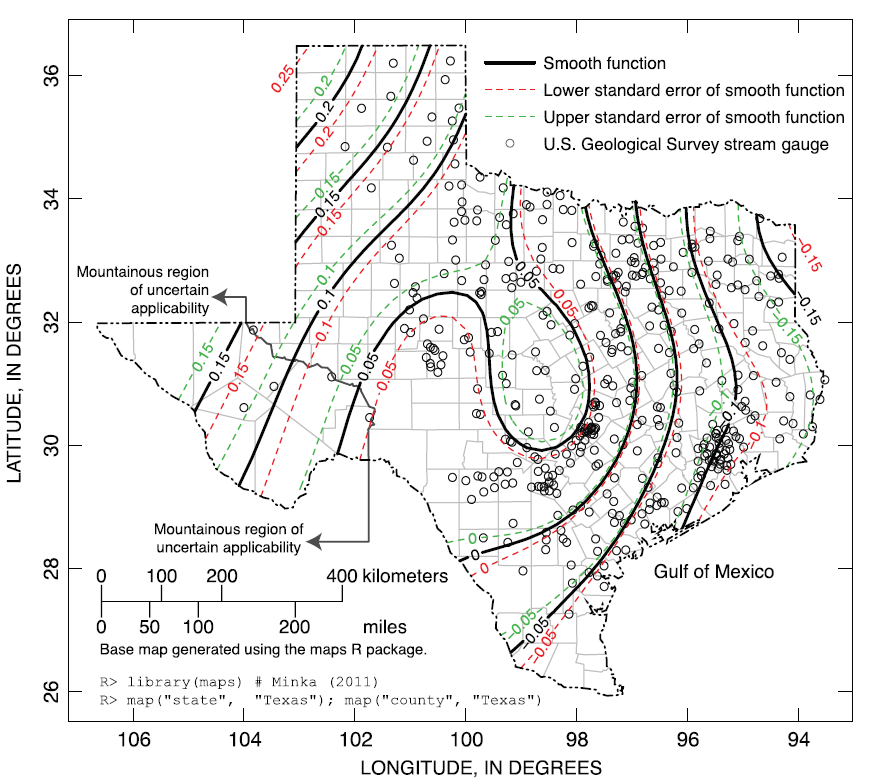 36
34
32
30
28
26
LATITUDE, IN DEGREES
106
104
102
100
98
96
94
LONGITUDE, IN DEGREES
Smooth function
Lower standard error of smooth function
Upper standard error of smooth function
U.S. Geological Survey stream gauge
0.25
0.2
0.2
0.2
0.15
0.15
0.15
0.1
0.1
0.1
0.05
0.05
0.05
0.05
0.05
0.05
−0.15
−0.15
−0.15
Mountainous region
of uncertain
applicability
0.15
0.15
0.15
−0.1
−0.1
−0.1
0
0
0
−0.05
−0.05
−0.05
Mountainous region of
uncertain applicability
Gulf of Mexico
0 100 200 400 kilometers
0 50 100 200 miles
Base map generated using the maps R package.
R> library(maps) # Minka (2011)
R> map("state", "Texas"); map("county", "Texas")